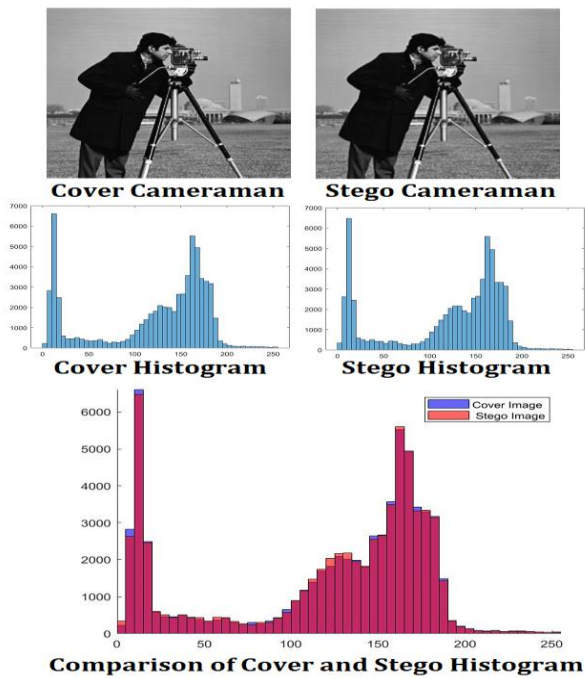 Cover Cameraman
Stego Cameraman
7000
6000
5000
4000
3000
2000
1000
0
0 50 100 150 200 250
Cover Histogram
7000
6000
5000
4000
3000
2000
1000
0
0 50 100 150 200 250
Stego Histogram
6000
5000
4000
3000
2000
1000
0
0 50 100 150 200 250
Cover Image
Stego Image
Comparison of Cover and Stego Histogram